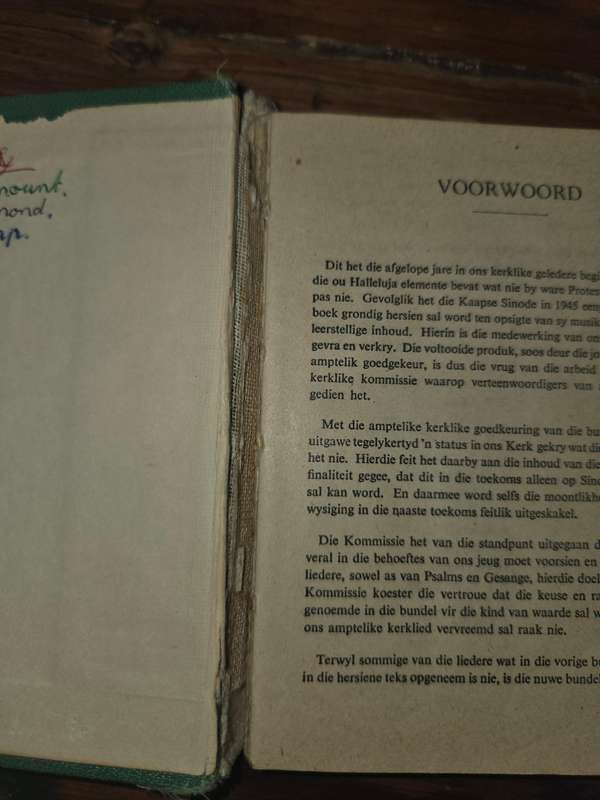 mount.
mond.
VOORWOORD
Dit het die afgelope jare in ons kerklike geledere
die ou Halleluja elemente bevat wat nie by ware
pas nie. Gevolglik het die Kaapse Sinode in 1945
boek grondig hersien sal word ten opsigte van sy
leerstellige inhoud. Hierin is die medewerking van
gevra en verkry. Die voltooide produk, soos deur die
amptelik goedgekeur, is dus die vrug van die arbeid
kerklike kommissie waarop verteenwoordigers van
gedien het.
Met die amptelike kerklike goedkeuring van die
uitgawe tegelykertyd 'n status in ons Kerk gekry wat
het nie. Hierdie feit het daarby aan die inhoud van
finaliteit gegee, dat dit in die toekoms alleen op
sal kan word. En daarmee word selfs die
wysiging in die naaste toekoms feitlik uitgeskakel.
Die Kommissie het van die standpunt uitgegaan
veral in die behoeftes van ons jeug moet voorsien en
liedere, sowel as van Psalms en Gesange, hierdie
Kommissie koester die vertroue dat die keuse en
genoemde in die bundel vir die kind van waarde sal
ons amptelike kerklied vervreemd sal raak nie.
Terwyl sommige van die liedere wat in die vorige
in die hersiene teks opgeneem is nie, is die nuwe bundel